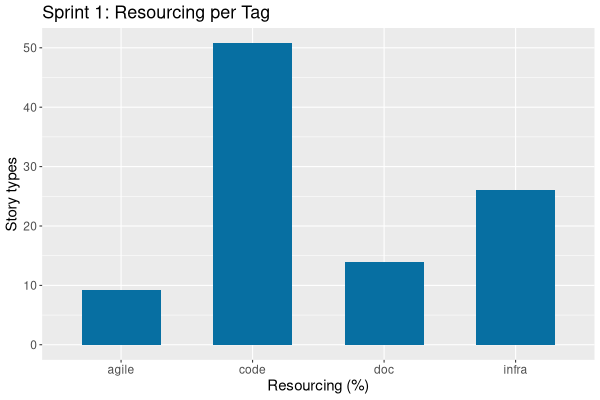 Sprint 1: Resourcing per Tag
Story types
50
40
30
20
10
0
agile code doc infra
Resourcing (%)